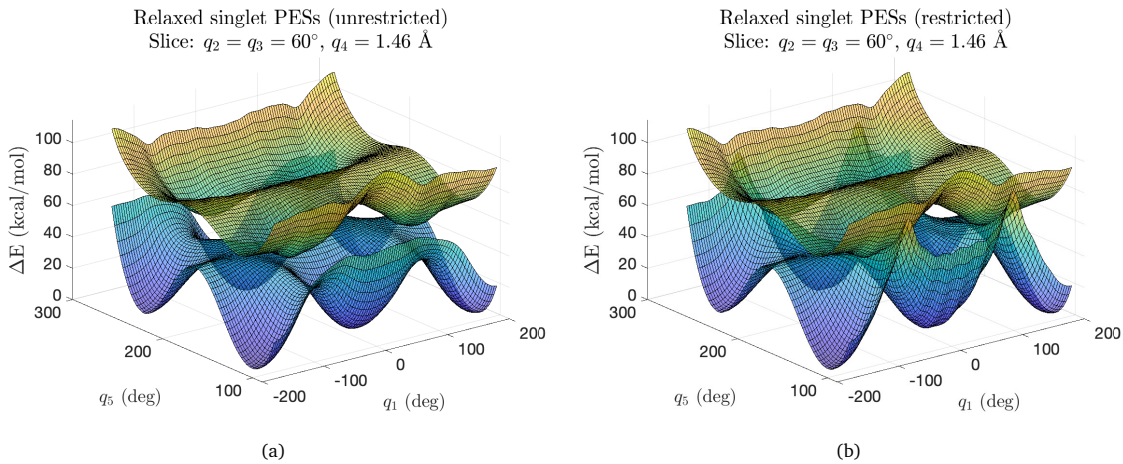 Relaxed singlet PESs (unrestricted)
Slice: q₂ = q₃ = 60°, q₄ = 1.46 Å
100
80
60
40
20
0
ΔE (kcal/mol)
300
200
100
q₅ (deg)
-200
-100
0
100
200
q₁ (deg)
(a)
Relaxed singlet PESs (restricted)
Slice: q₂ = q₃ = 60°, q₄ = 1.46 Å
100
80
60
40
20
0
ΔE (kcal/mol)
300
200
100
q₅ (deg)
-200
-100
0
100
200
q₁ (deg)
(b)